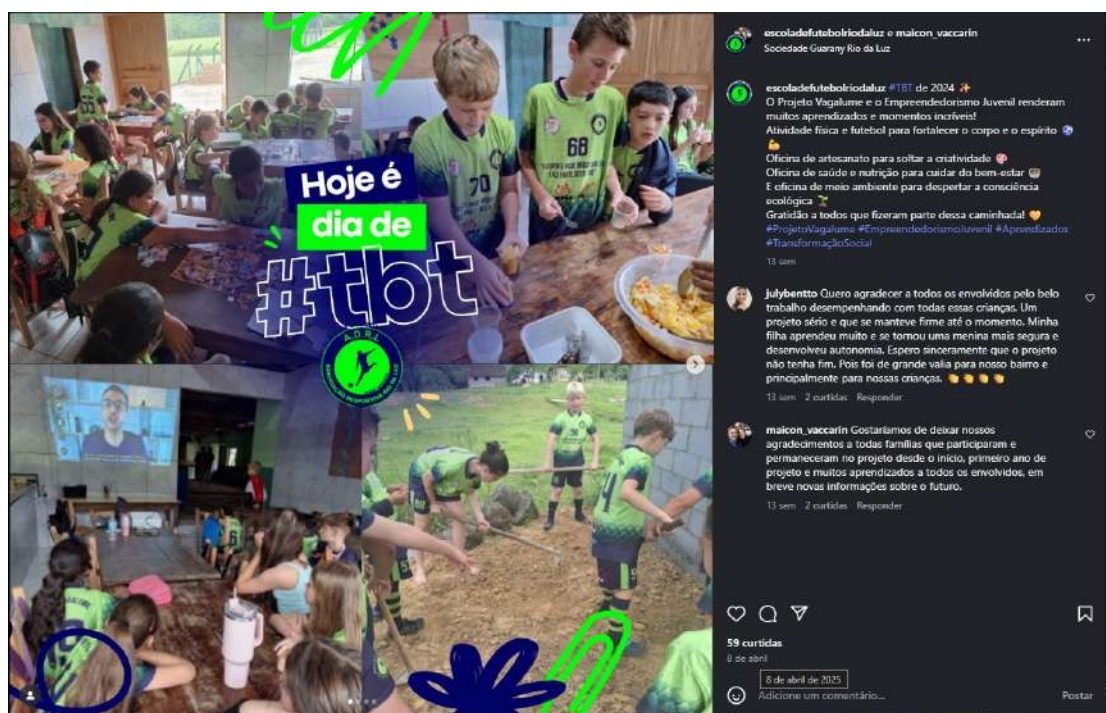 Hoje é
dia de
#tbt
A.D.R.L
55
70
68
escoladefutebolriodaluz e maicon_vaccarin
Sociedade Guarany Rio da Luz
escoladefutebolriodaluz #TBT de 2024
O Projeto Vagalume e o Empreendedorismo Juvenil renderam
muitos aprendizados e momentos incríveis!
Atividade física e futebol para fortalecer o corpo e o espírito
Oficina de artesanato para soltar a criatividade
Oficina de saúde e nutrição para cuidar do bem-estar
E oficina de meio ambiente para despertar a consciência
ecológica
Gratidão a todos que fizeram parte dessa caminhada!
#ProjetoVagalume #EmpreendedorismoJuvenil #Aprendizados
#TransformaçãoSocial
13 sem
julybentto Quero agradecer a todos os envolvidos pelo belo
trabalho desempenhando com todas essas crianças. Um
projeto sério e que se manteve firme até o momento. Minha
filha aprendeu muito e se tornou uma menina mais segura e
desenvolveu autonomia. Espero sinceramente que o projeto
não tenha fim. Pois foi de grande valia para nosso bairro e
principalmente para nossas crianças.
13 sem 2 curtidas Responder
maicon_vaccarin Gostaríamos de deixar nossos
agradecimentos a todas famílias que participaram e
permaneceram no projeto desde o início, primeiro ano de
projeto e muitos aprendizados a todos os envolvidos, em
breve novas informações sobre o futuro.
13 sem 2 curtidas Responder
59 curtidas
8 de abril
8 de abril de 2025
Adicione um comentário...
Postar